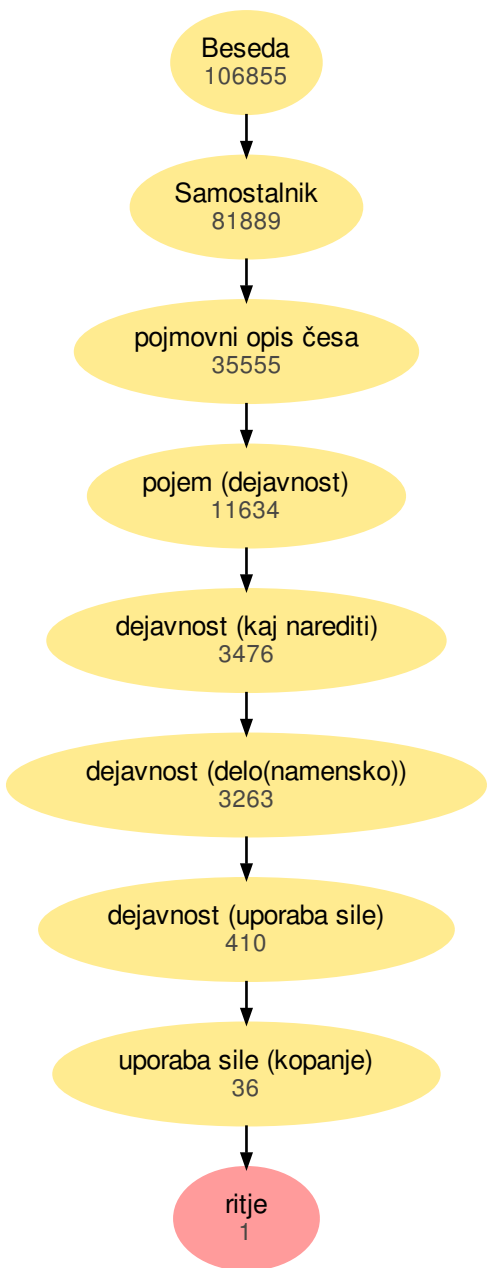 Beseda
106855
Samostalnik
81889
pojmovni opis česa
35555
pojem (dejavnost)
11634
dejavnost (kaj narediti)
3476
dejavnost (delo(namensko))
3263
dejavnost (uporaba sile)
410
uporaba sile (kopanje)
36
ritje
1